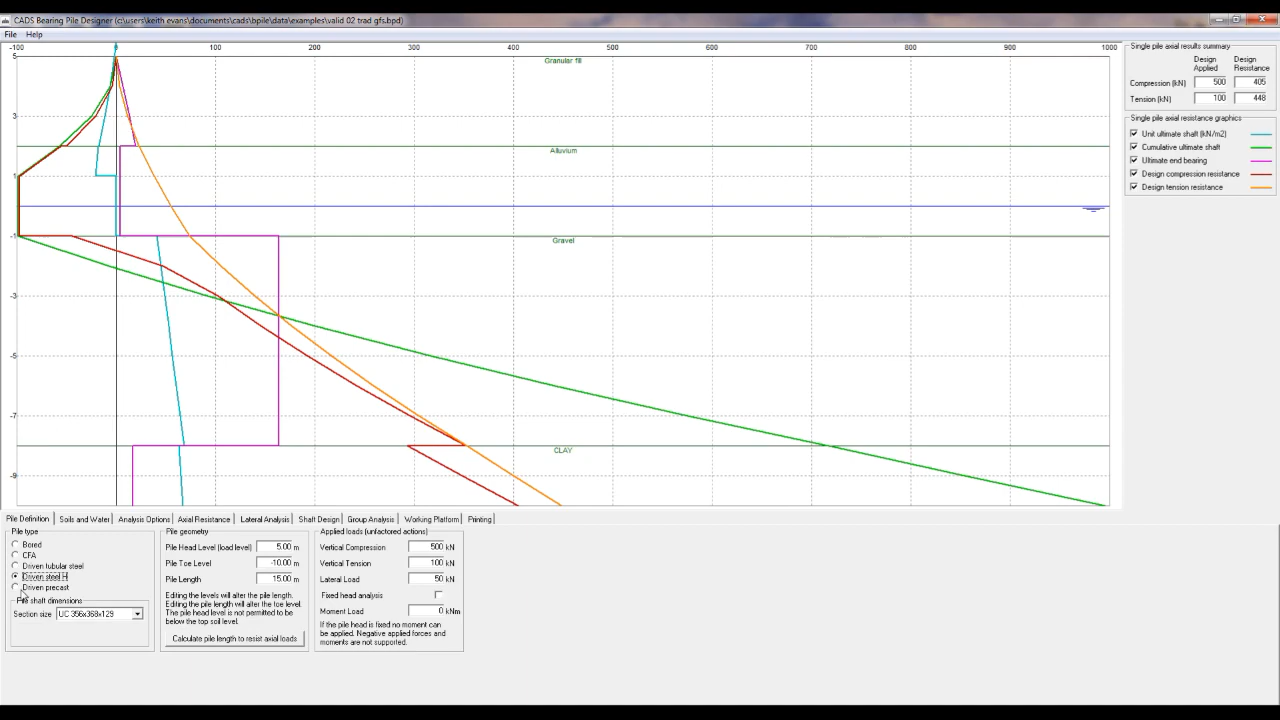 CADS Bearing Pile Designer (c:\users\keith evans\documents\cads\bpile\data\examples\valid 02 trad gfs.bpd)
File Help
-100 0 100 200 300 400 500 600 700 800 900 1000
5
Granular fill
3
Alluvium
1
-1
Gravel
-3
-5
-7
CLAY
-9
Single pile axial results summary
Design Applied
Design Resistance
Compression (kN) 500 405
Tension (kN) 100 448
Single pile axial resistance graphics
Unit ultimate shaft (kN/m2)
Cumulative ultimate shaft
Ultimate end bearing
Design compression resistance
Design tension resistance
Pile Definition Soils and Water Analysis Options Axial Resistance Lateral Analysis Shaft Design Group Analysis Working Platform Printing
Pile type
Bored
CFA
Driven tubular steel
Driven steel H
Driven precast
Pile shaft dimensions
Section size UC 356x368x129
Pile geometry
Pile Head Level (load level) 5.00 m
Pile Toe Level -10.00 m
Pile Length 15.00 m
Editing the levels will alter the pile length.
Editing the pile length will alter the toe level.
The pile head level is not permitted to be
below the top soil level.
Calculate pile length to resist axial loads
Applied loads (unfactored actions)
Vertical Compression 500 kN
Vertical Tension 100 kN
Lateral Load 50 kN
Fixed head analysis
Moment Load 0 kNm
If the pile head is fixed no moment can
be applied. Negative applied forces and
moments are not supported.